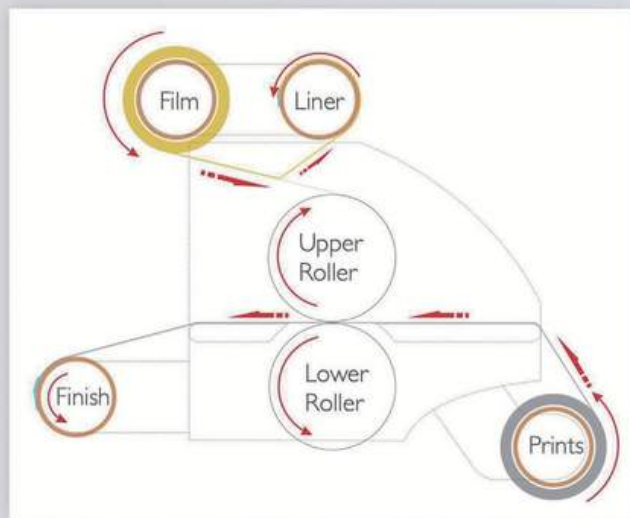 Film
Liner
Upper
Roller
Lower
Roller
Finish
Prints